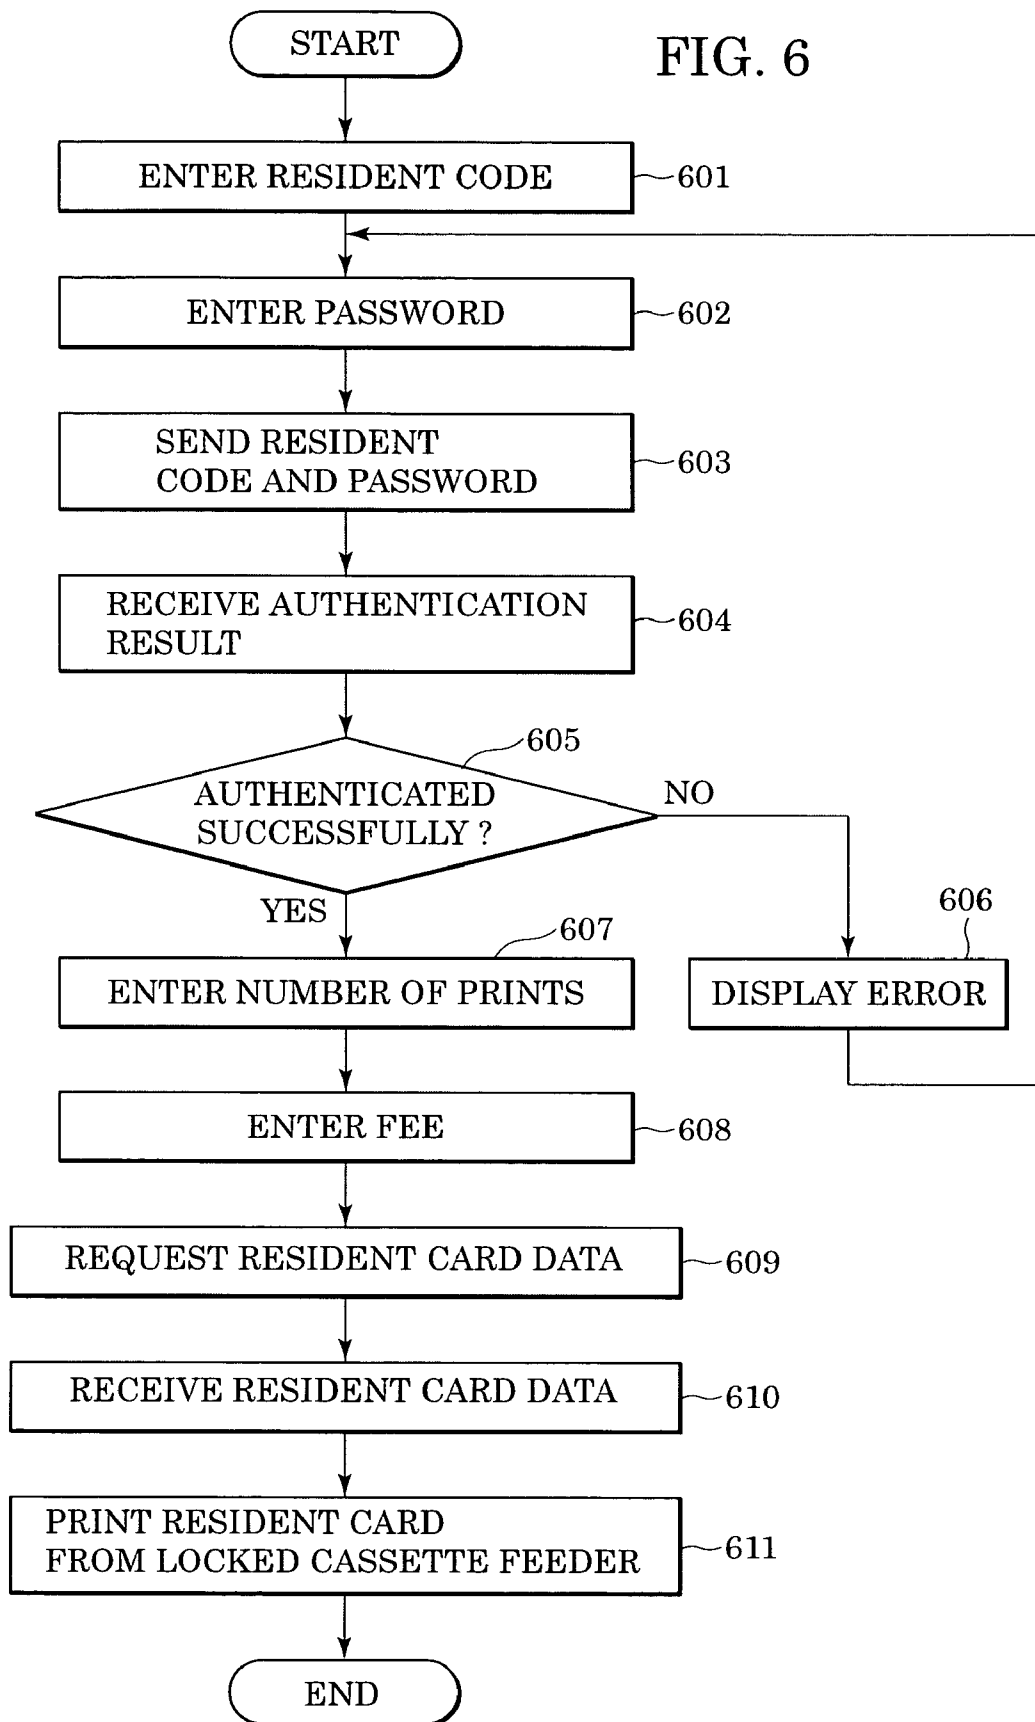 START
FIG. 6
ENTER RESIDENT CODE
601
ENTER PASSWORD
602
SEND RESIDENT
CODE AND PASSWORD
603
RECEIVE AUTHENTICATION
RESULT
604
605
AUTHENTICATED
SUCCESSFULLY ?
NO
YES
606
607
ENTER NUMBER OF PRINTS
DISPLAY ERROR
ENTER FEE
608
REQUEST RESIDENT CARD DATA
609
RECEIVE RESIDENT CARD DATA
610
PRINT RESIDENT CARD
FROM LOCKED CASSETTE FEEDER
611
END